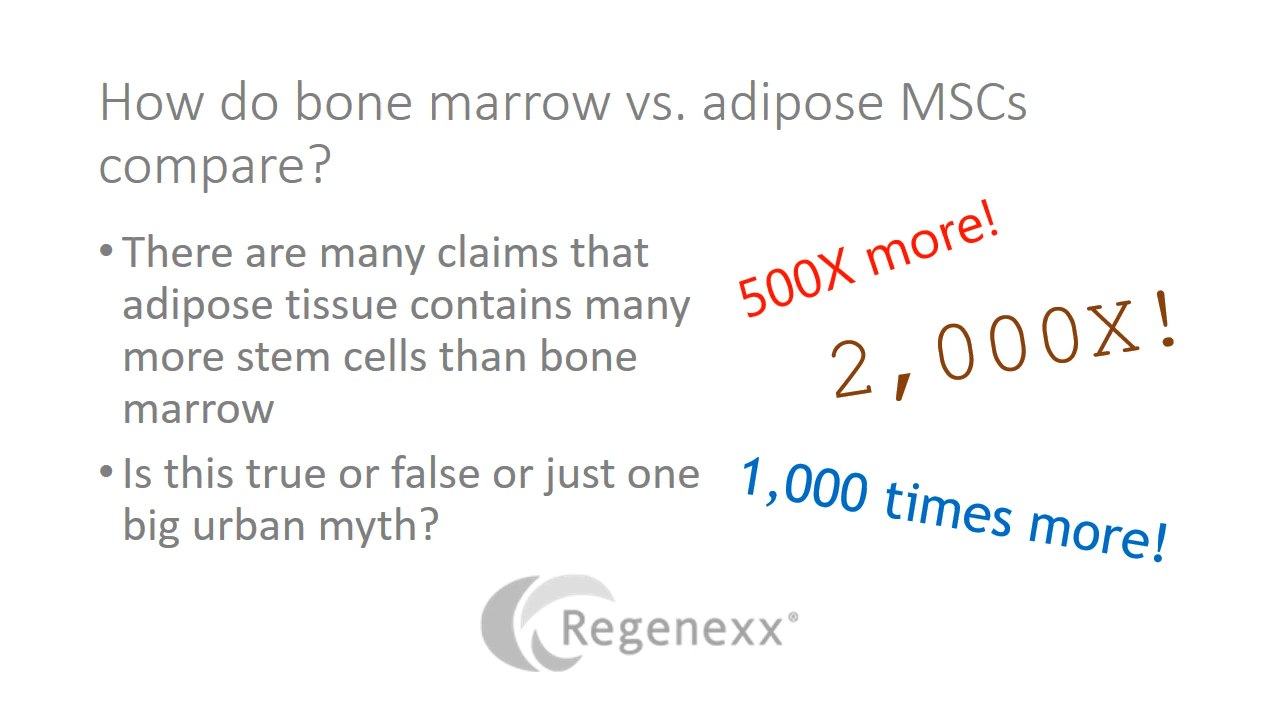 How do bone marrow vs. adipose MSCs
compare?
• There are many claims that
adipose tissue contains many
more stem cells than bone
marrow
• Is this true or false or just one
big urban myth?
500X more!
2,000X!
1,000 times more!
Regenexx®